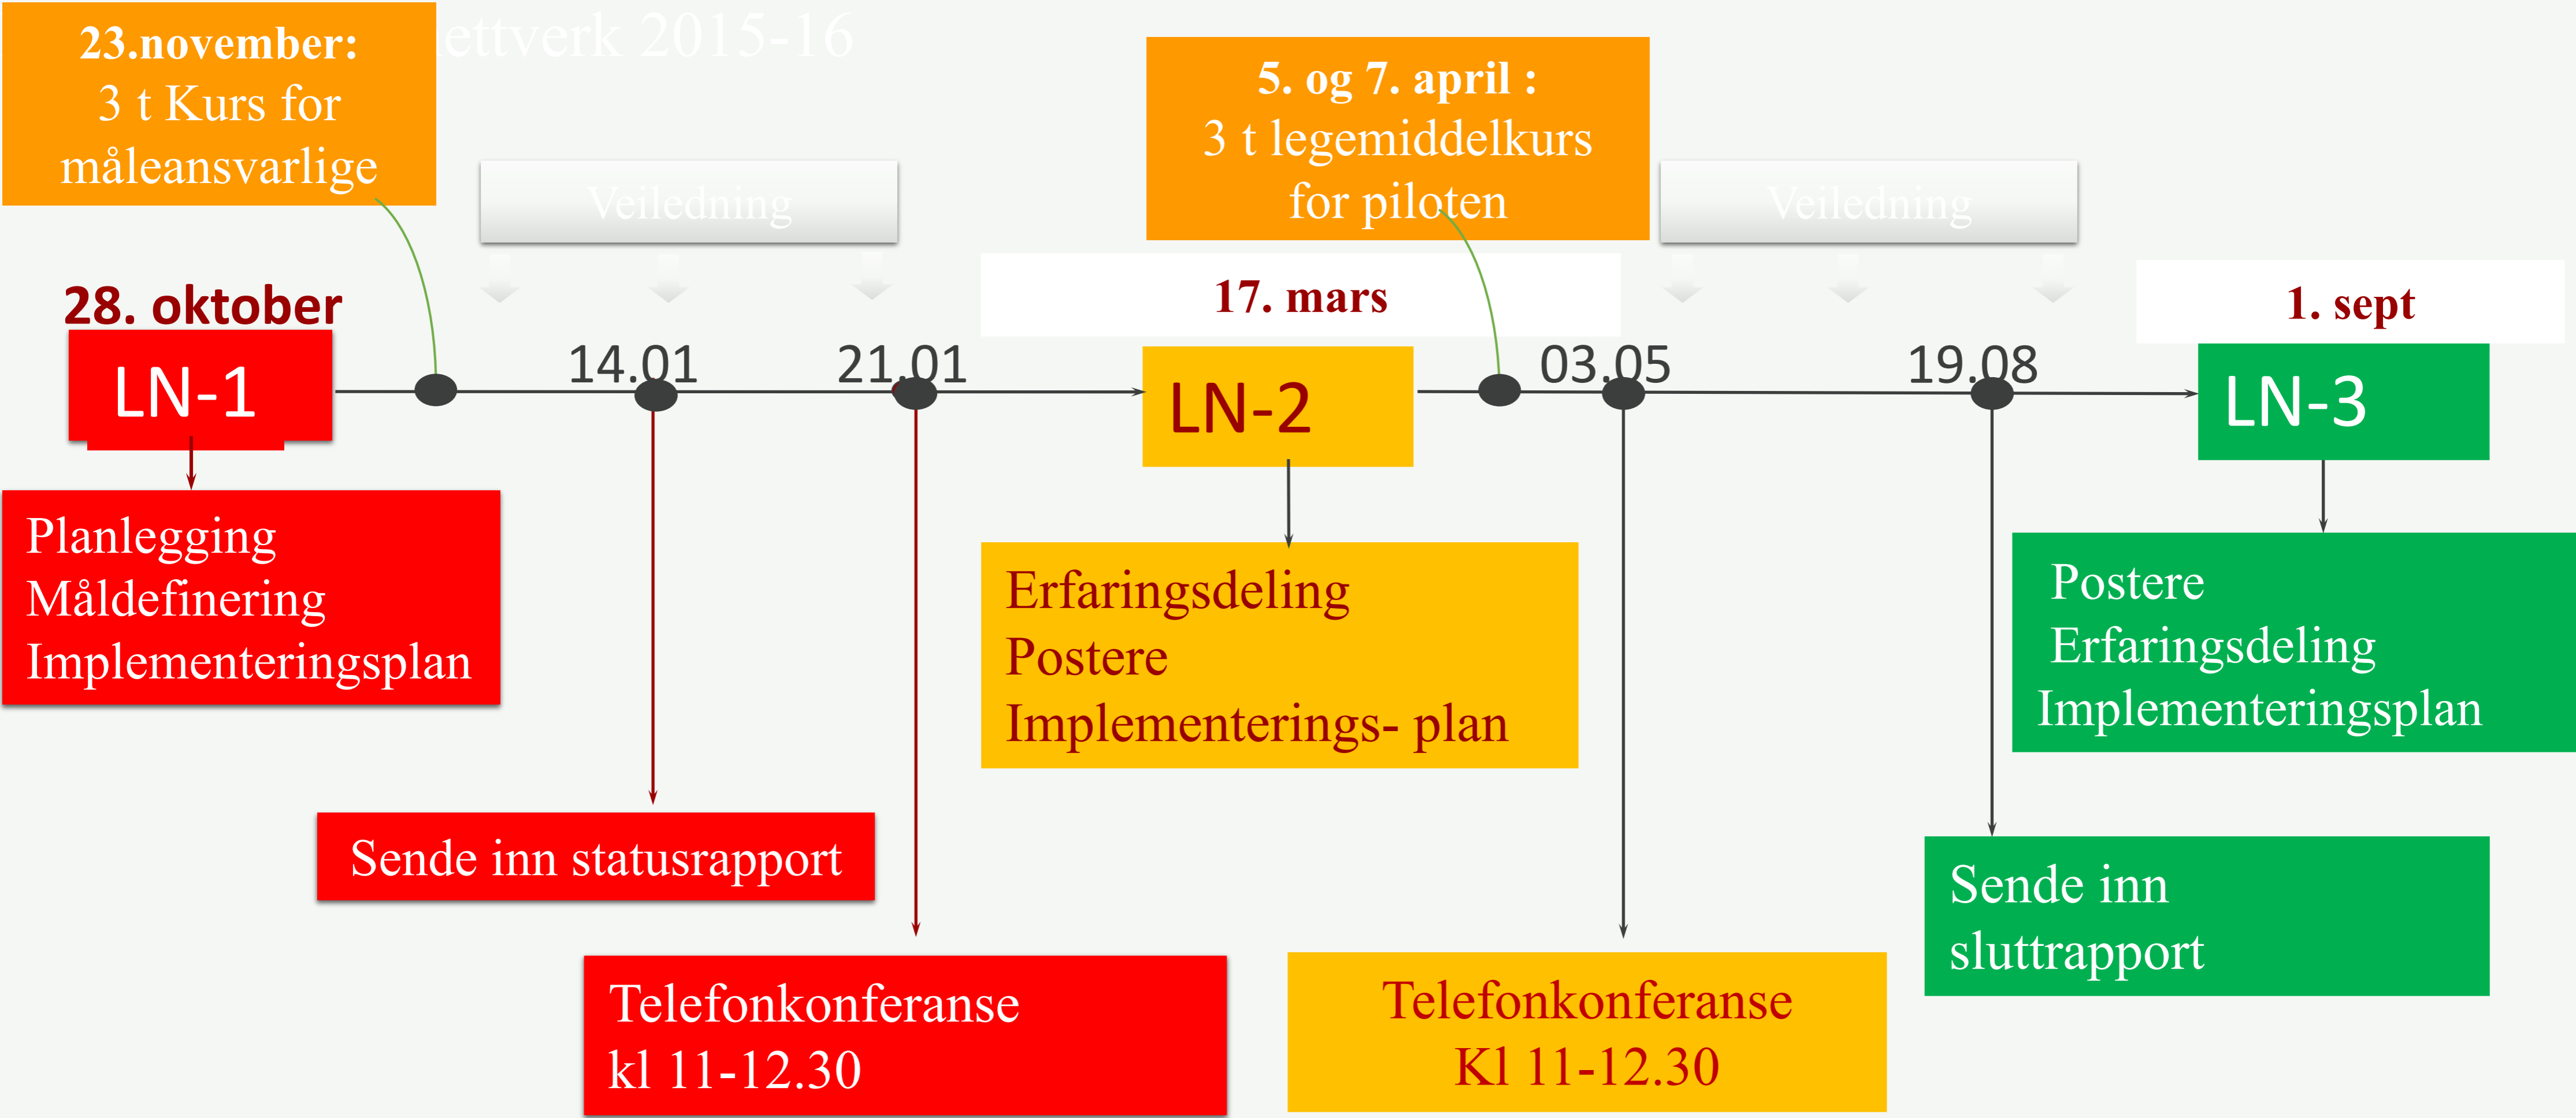 ettverk 2015-16
23.november:
3 t Kurs for
måleansvarlige
5. og 7. april :
3 t legemiddelkurs
for piloten
Veiledning
Veiledning
28. oktober
17. mars
1. sept
LN-1
14.01
21.01
LN-2
03.05
19.08
LN-3
Planlegging
Måldefinering
Implementeringsplan
Erfaringsdeling
Postere
Implementerings- plan
Postere
Erfaringsdeling
Implementeringsplan
Sende inn statusrapport
Sende inn
sluttrapport
Telefonkonferanse
kl 11-12.30
Telefonkonferanse
Kl 11-12.30